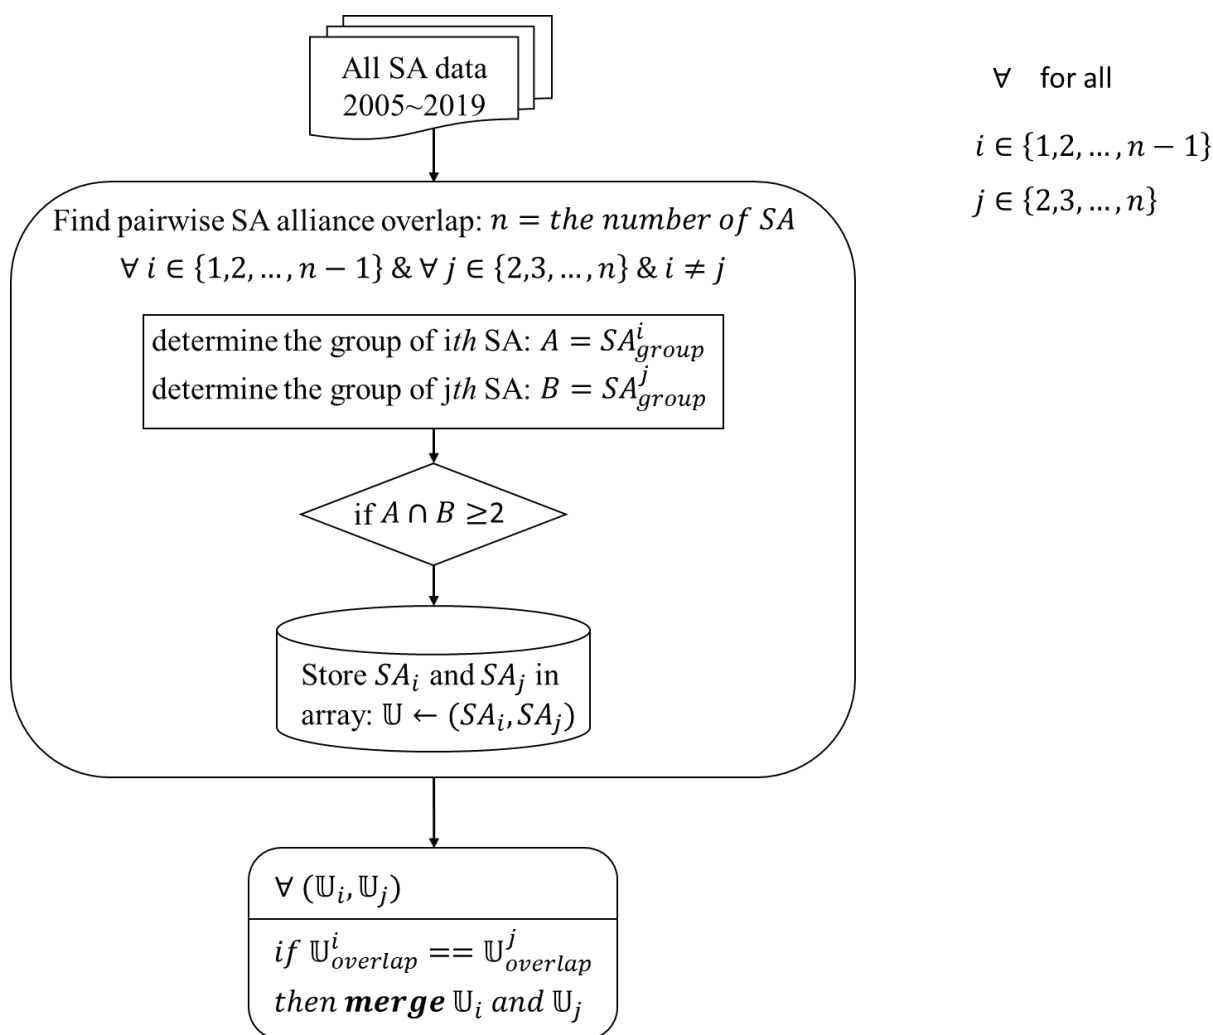 All SA data
2005~2019
∀ for all
i ∈ {1,2, … , n − 1}
j ∈ {2,3, … , n}
Find pairwise SA alliance overlap: n = the number of SA
∀ i ∈ {1,2, … , n − 1} & ∀ j ∈ {2,3, … , n} & i ≠ j
determine the group of ith SA: A = SA^i_group
determine the group of jth SA: B = SA^j_group
if A ∩ B ≥2
Store SA_i and SA_j in
array: 𝕌 ← (SA_i, SA_j)
∀ (𝕌_i, 𝕌_j)
if 𝕌^i_overlap == 𝕌^j_overlap
then merge 𝕌_i and 𝕌_j